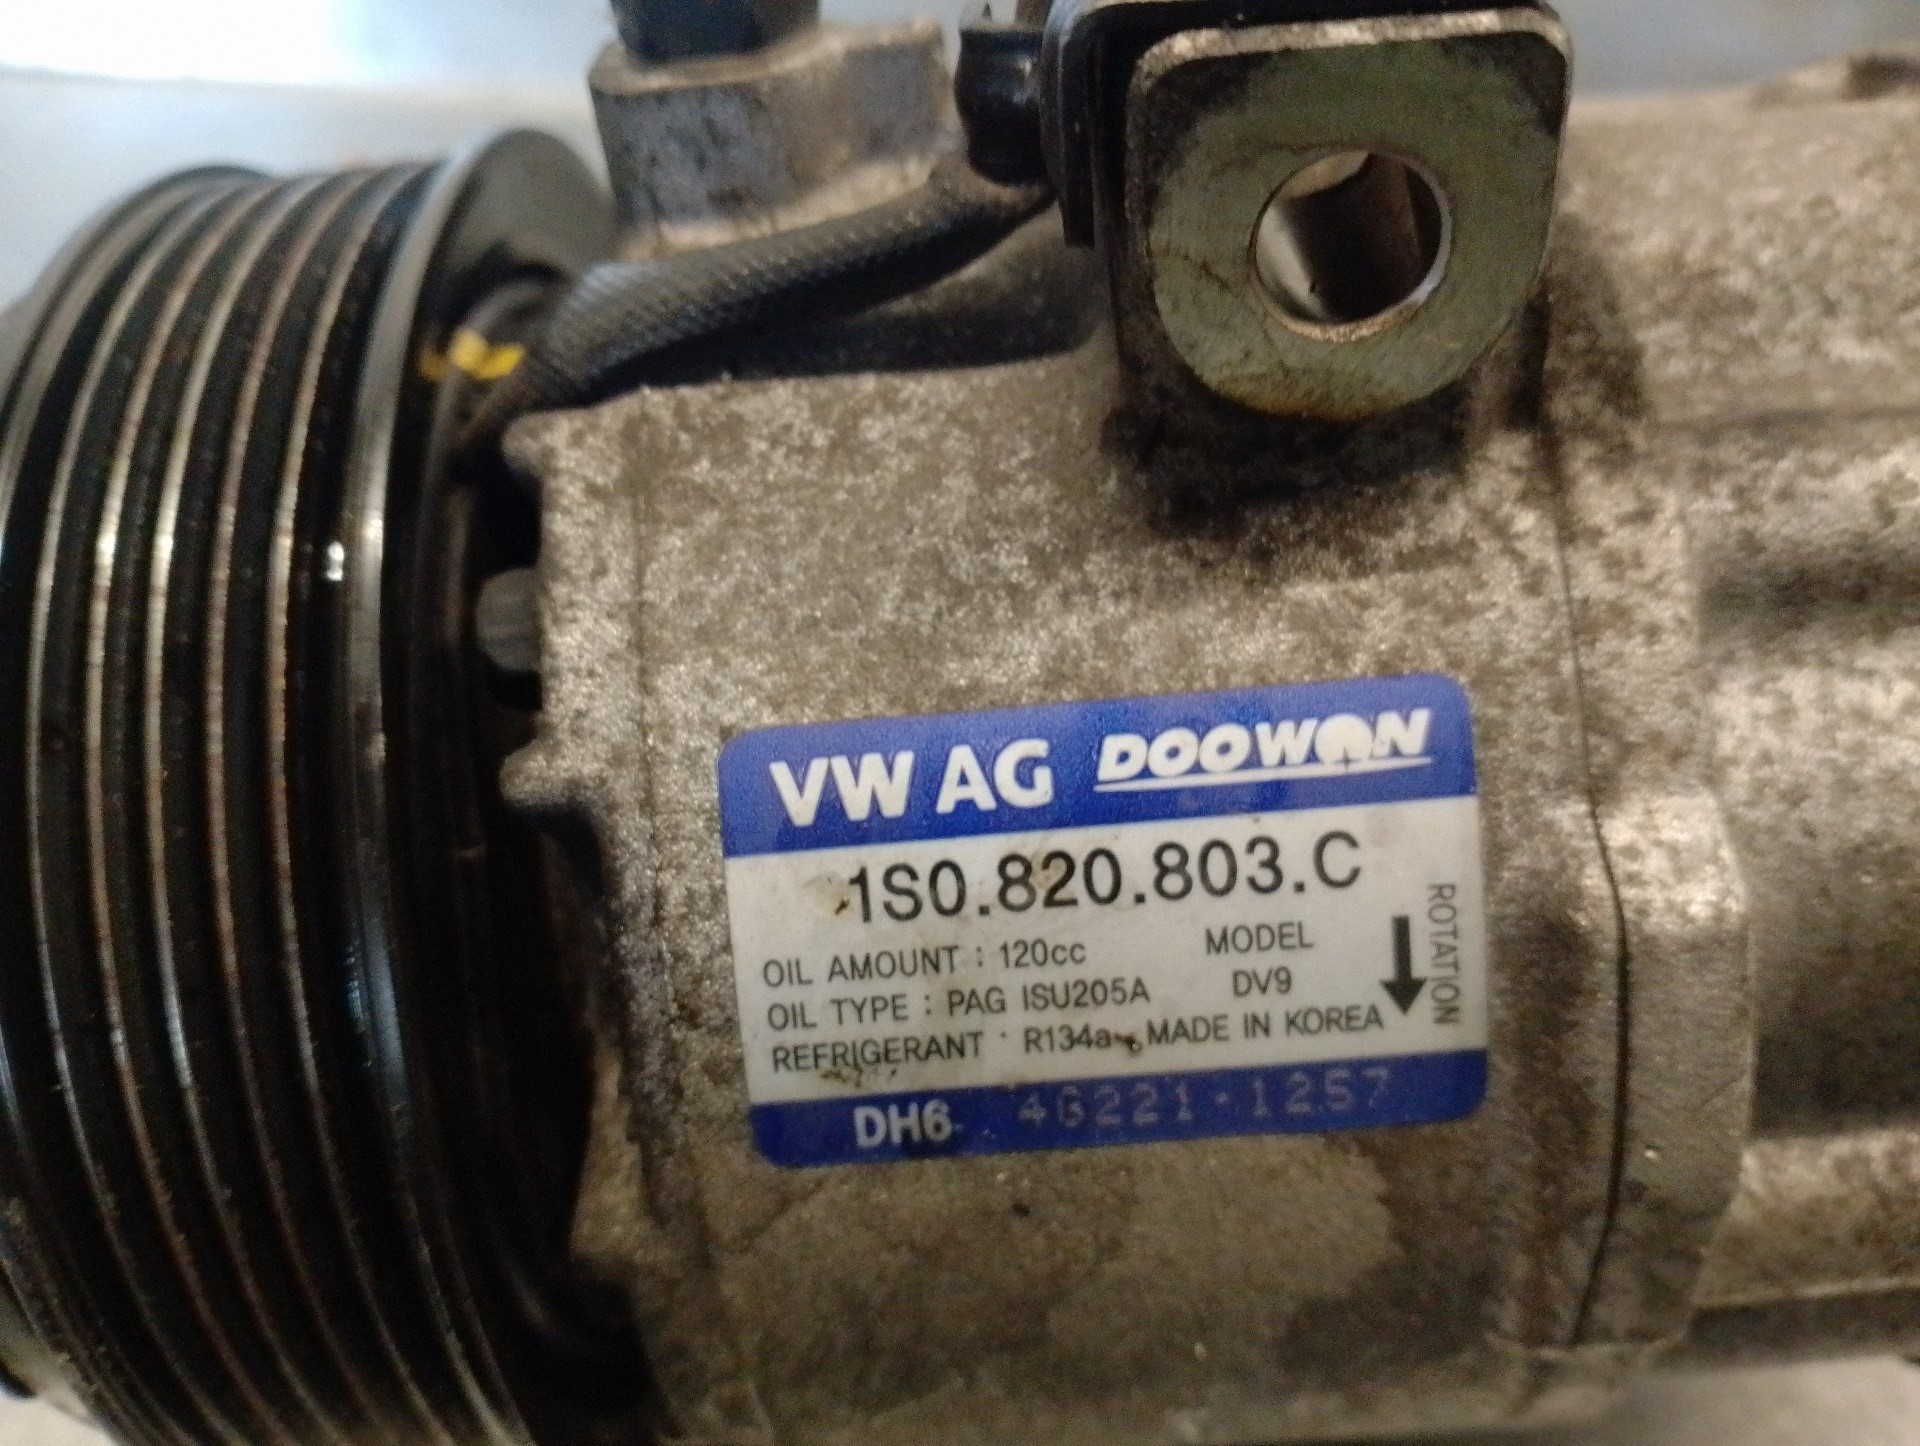 VW AG DOOWON
1S0.820.803.C
OIL AMOUNT : 120cc MODEL
OIL TYPE : PAG ISU205A DV9
REFRIGERANT : R134a MADE IN KOREA
ROTATION
DH6 4G221-1257